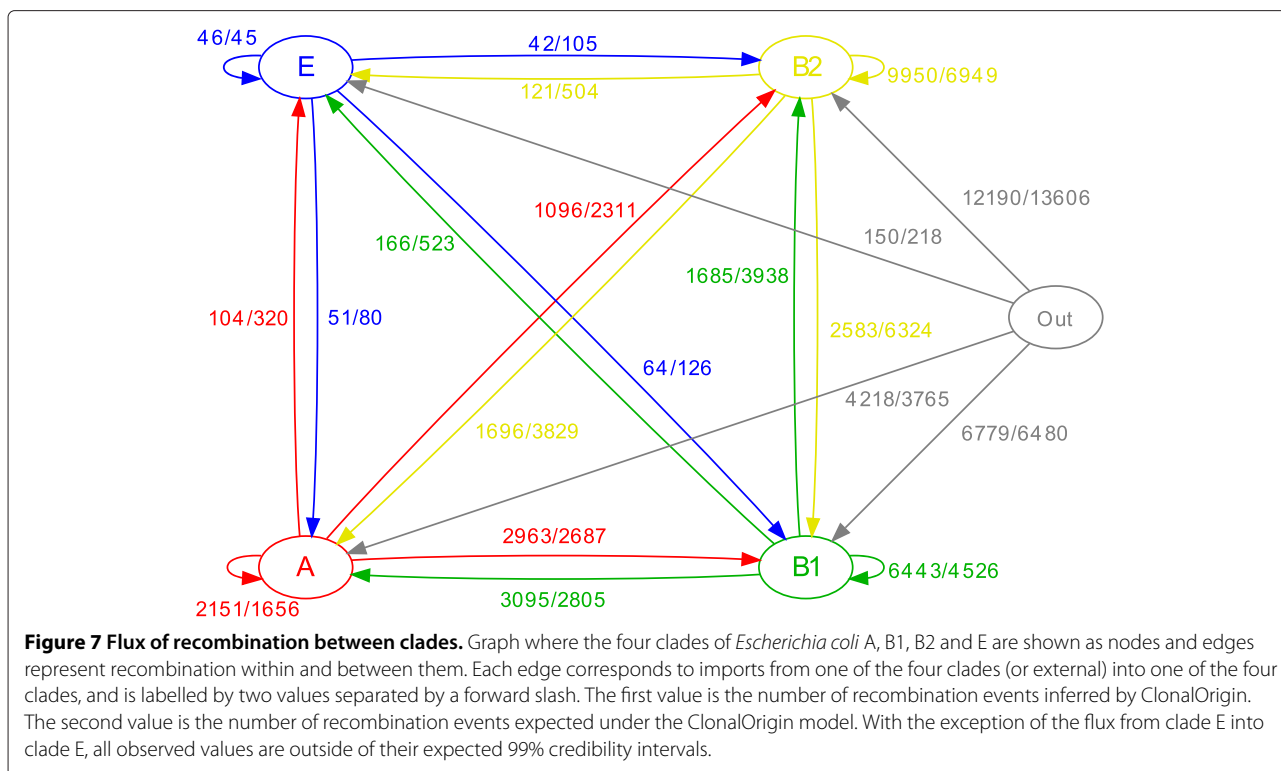 46/45
E
42/105
B2
9950/6949
121/504
12190/13606
1096/2311
150/218
166/523
1685/3938
104/320
51/80
Out
2583/6324
64/126
4218/3765
1696/3829
6779/6480
2963/2687
A
B1
6443/4526
2151/1656
3095/2805
Figure 7 Flux of recombination between clades. Graph where the four clades of Escherichia coli A, B1, B2 and E are shown as nodes and edges
represent recombination within and between them. Each edge corresponds to imports from one of the four clades (or external) into one of the four
clades, and is labelled by two values separated by a forward slash. The first value is the number of recombination events inferred by ClonalOrigin.
The second value is the number of recombination events expected under the ClonalOrigin model. With the exception of the flux from clade E into
clade E, all observed values are outside of their expected 99% credibility intervals.